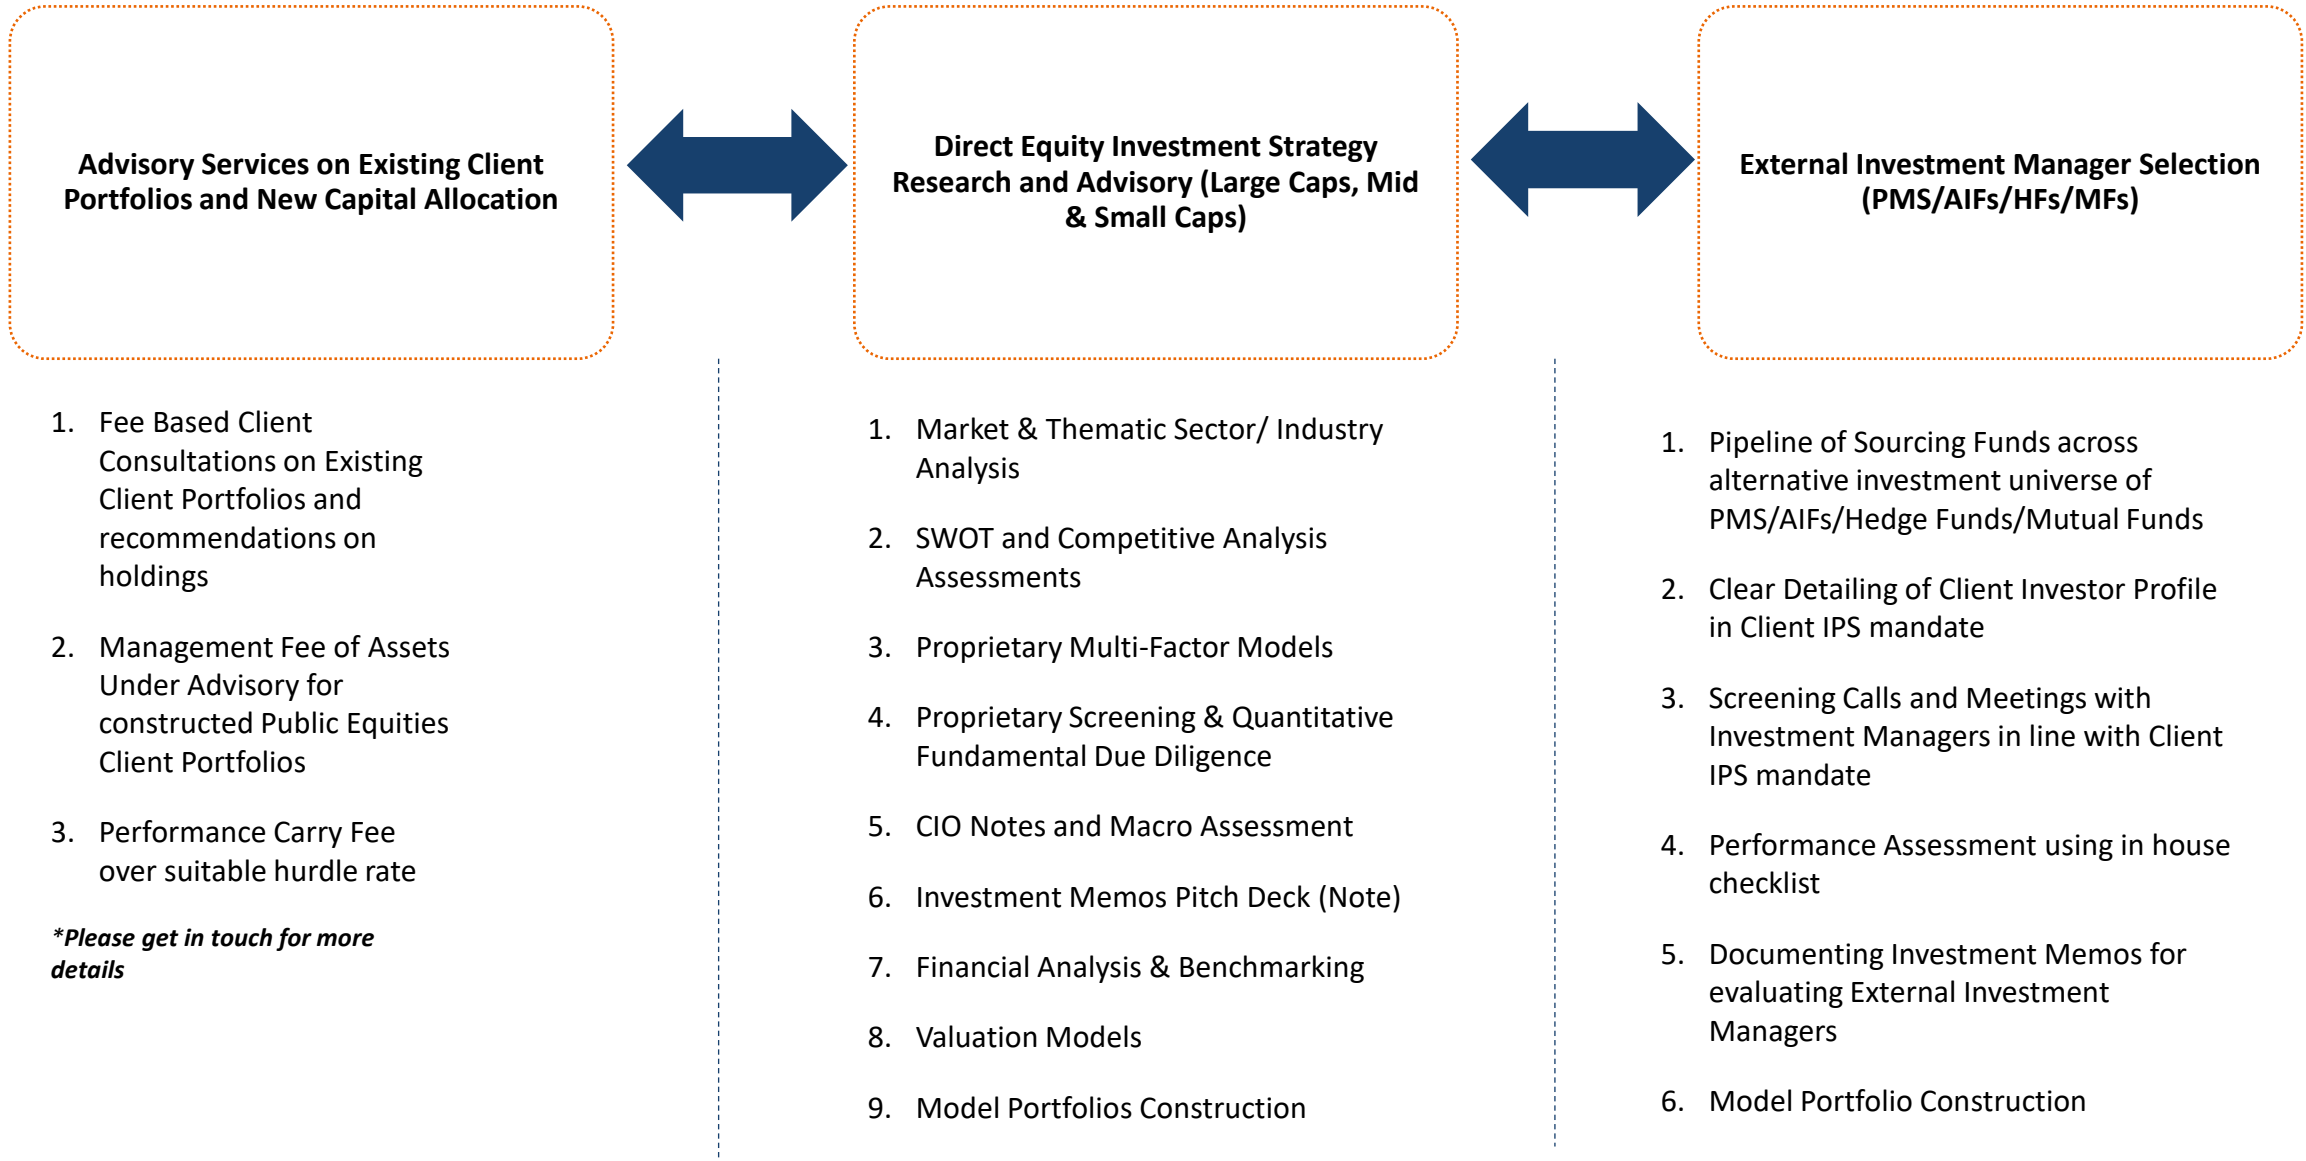 Advisory Services on Existing Client
Portfolios and New Capital Allocation
Direct Equity Investment Strategy
Research and Advisory (Large Caps, Mid
& Small Caps)
External Investment Manager Selection
(PMS/AIFs/HFs/MFs)
1. Fee Based Client
Consultations on Existing
Client Portfolios and
recommendations on
holdings
2. Management Fee of Assets
Under Advisory for
constructed Public Equities
Client Portfolios
3. Performance Carry Fee
over suitable hurdle rate
*Please get in touch for more
details
1. Market & Thematic Sector/ Industry
Analysis
2. SWOT and Competitive Analysis
Assessments
3. Proprietary Multi-Factor Models
4. Proprietary Screening & Quantitative
Fundamental Due Diligence
5. CIO Notes and Macro Assessment
6. Investment Memos Pitch Deck (Note)
7. Financial Analysis & Benchmarking
8. Valuation Models
9. Model Portfolios Construction
1. Pipeline of Sourcing Funds across
alternative investment universe of
PMS/AIFs/Hedge Funds/Mutual Funds
2. Clear Detailing of Client Investor Profile
in Client IPS mandate
3. Screening Calls and Meetings with
Investment Managers in line with Client
IPS mandate
4. Performance Assessment using in house
checklist
5. Documenting Investment Memos for
evaluating External Investment
Managers
6. Model Portfolio Construction